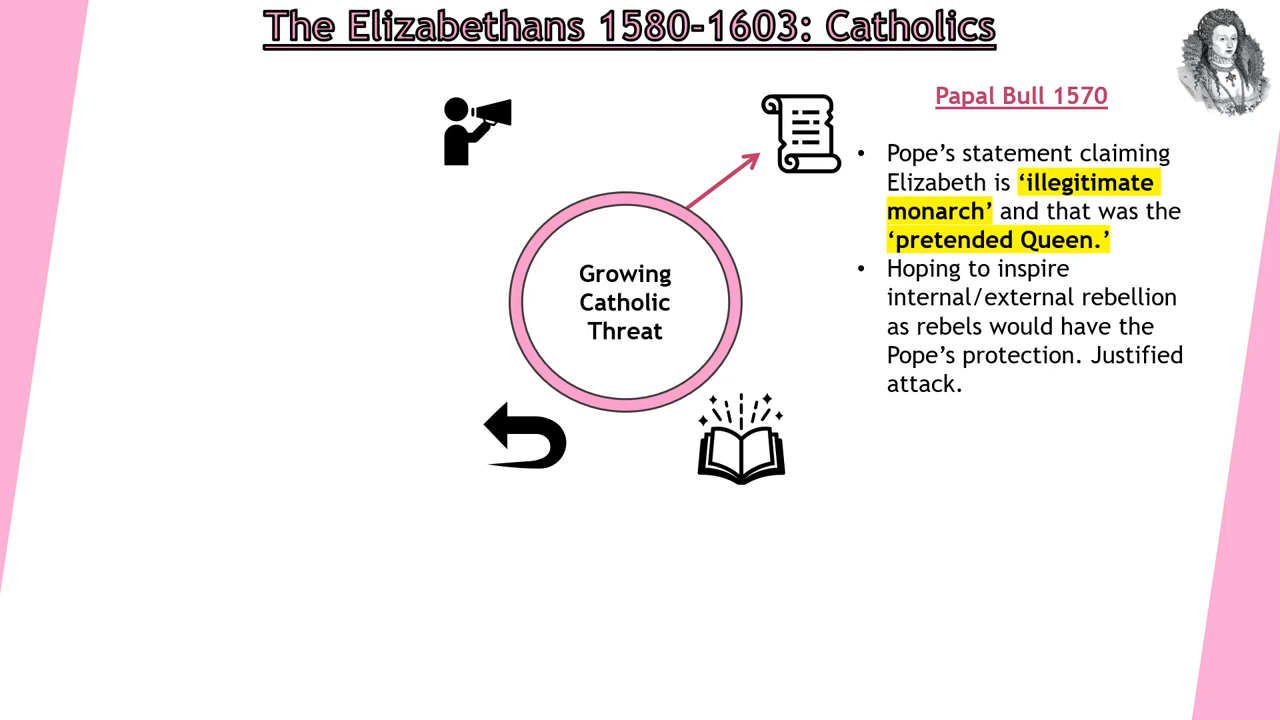 The Elizabethans 1580-1603: Catholics
Papal Bull 1570
• Pope’s statement claiming
Elizabeth is ‘illegitimate
monarch’ and that was the
‘pretended Queen.’
• Hoping to inspire
internal/external rebellion
as rebels would have the
Pope’s protection. Justified
attack.
Growing
Catholic
Threat